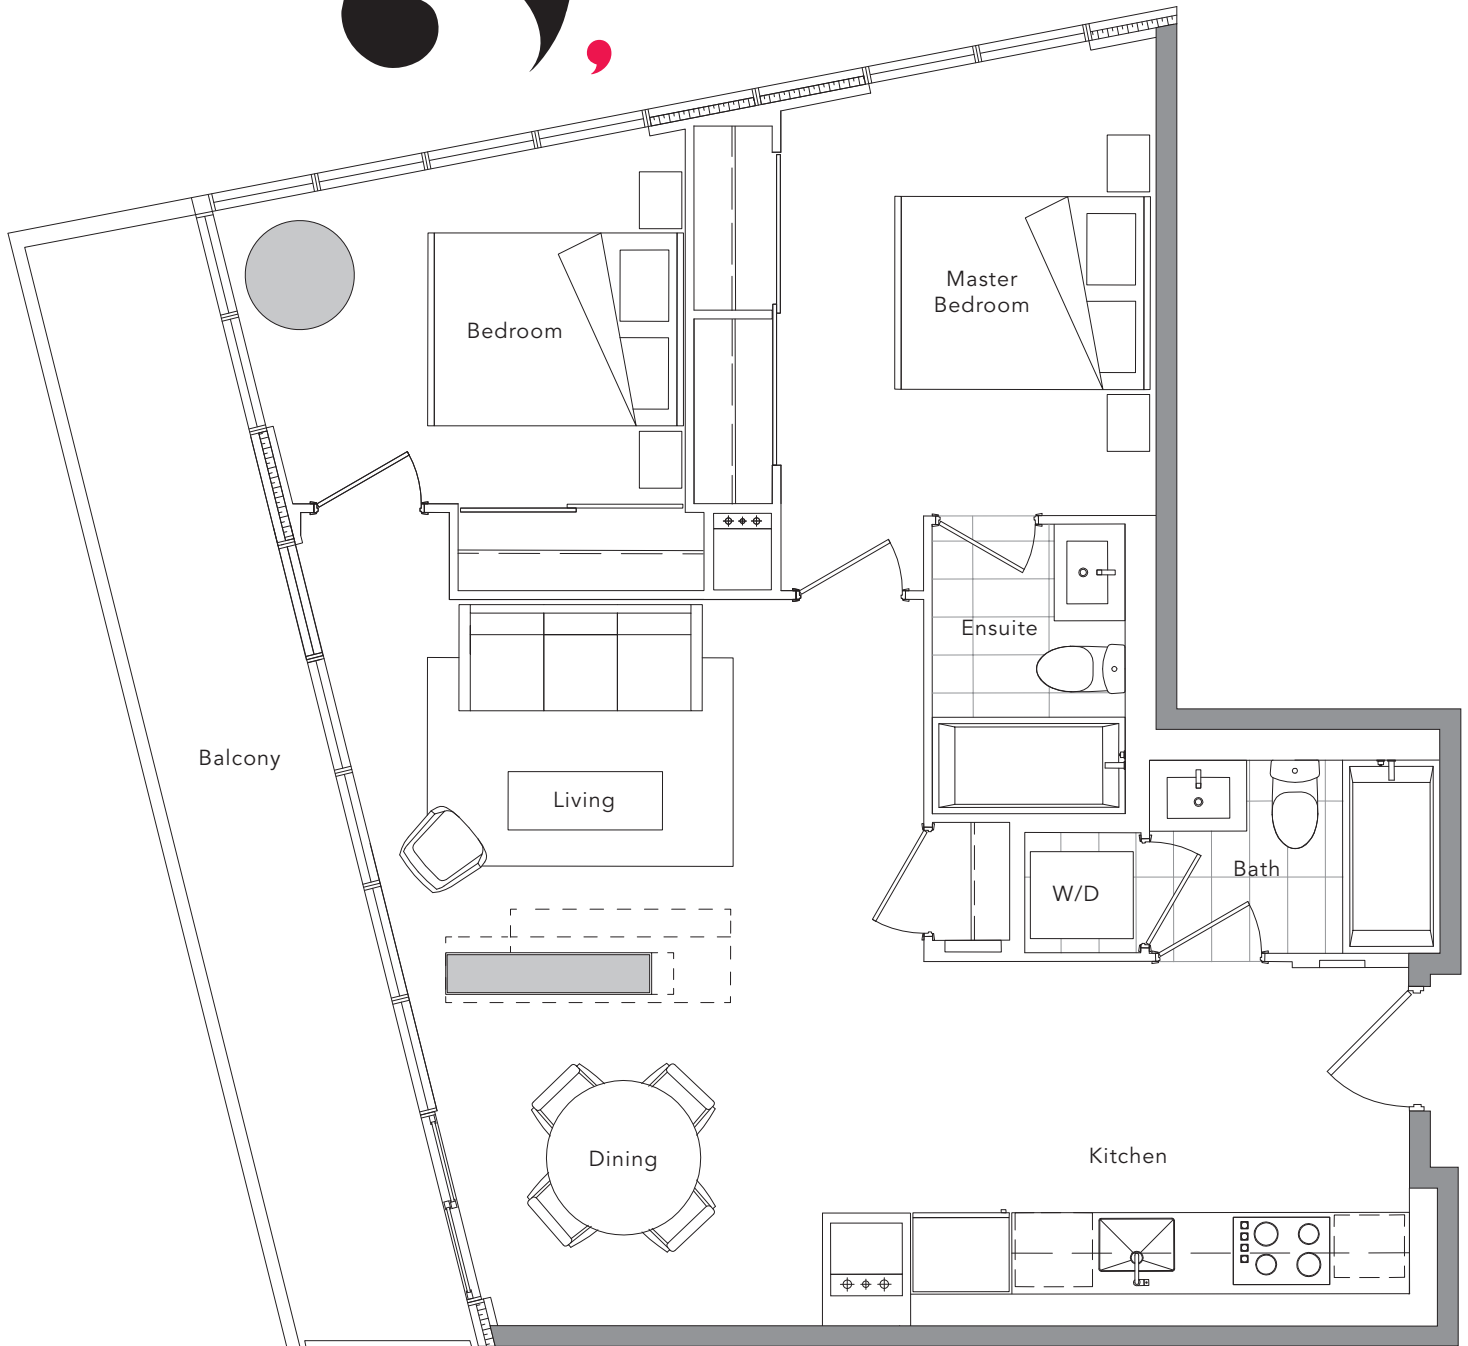 Master
Bedroom
Bedroom
Ensuite
Balcony
Living
Bath
W/D
Dining
Kitchen